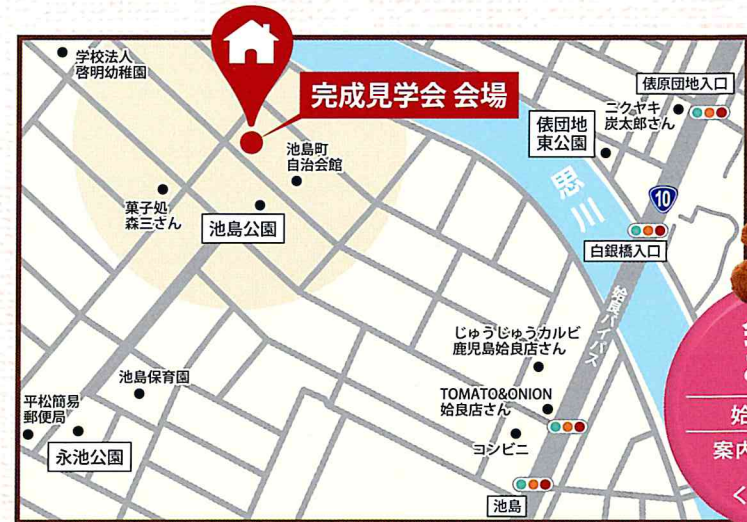 学校法人
啓明幼稚園
完成見学会 会場
俵原団地入口
ニクヤキ
炭太郎さん
俵団地
東公園
池島町
自治会館
菓子処
森三さん
池島公園
思川
10
白銀橋入口
姶良バイパス
じゅうじゅうカルビ
鹿児島姶良店さん
池島保育園
TOMATO&ONION
姶良店さん
平松簡易
郵便局
永池公園
コンビニ
池島
姶
案内
く